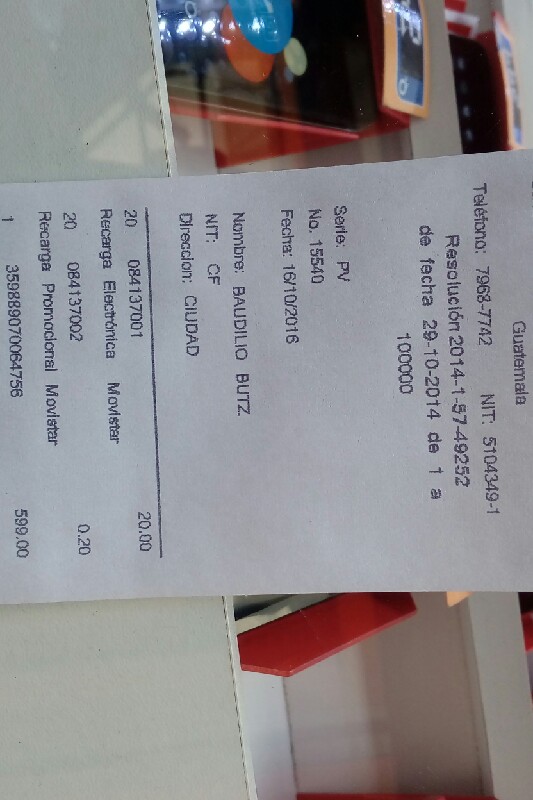 Guatemala
Teléfono: 7968-7742 NIT: 5104349-1
Resolución 2014-1-57-49252
de fecha 29-10-2014 de 1 a
100000
Serie: PV
No. 15540
Fecha: 16/10/2016
Nombre: BAUDILIO BUTZ
NIT: CF
Dirección: CIUDAD
20 084137001
Recarga Electrónica Movistar 20.00
20 084137002
Recarga Promocional Movistar 0.20
1 359889070064756 599.00